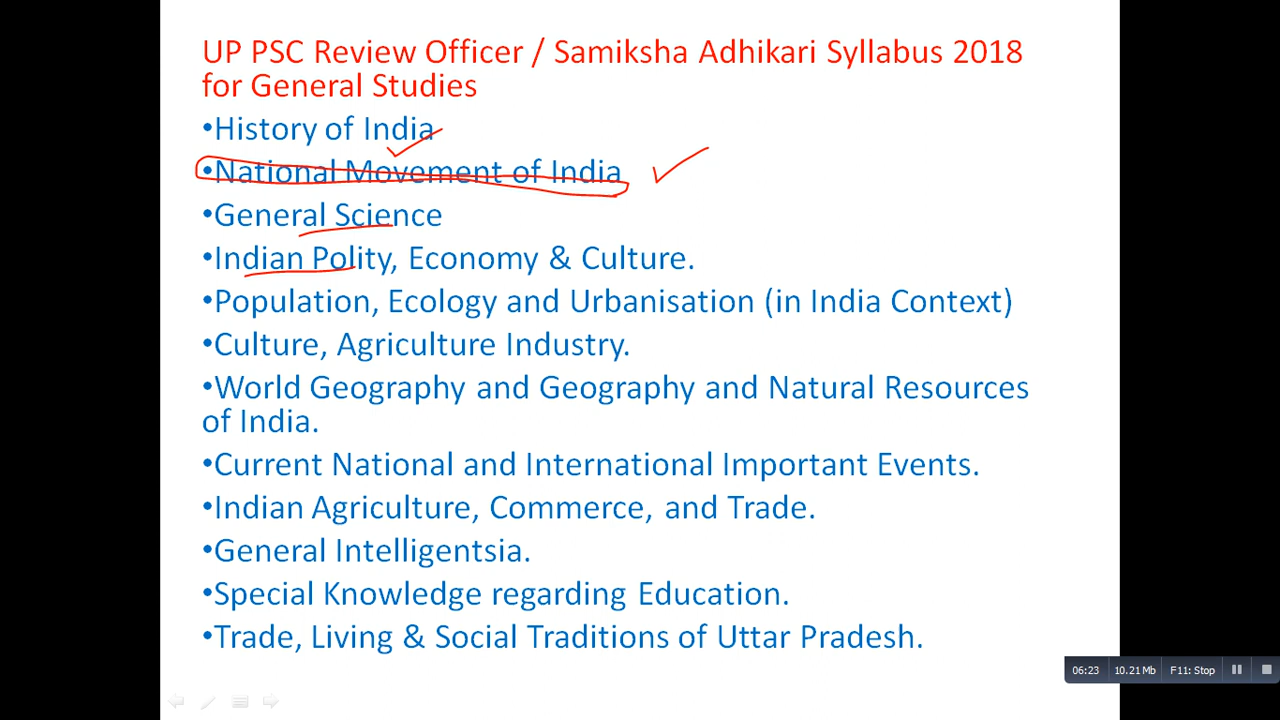 UP PSC Review Officer / Samiksha Adhikari Syllabus 2018
for General Studies
•History of India
•National Movement of India
•General Science
•Indian Polity, Economy & Culture.
•Population, Ecology and Urbanisation (in India Context)
•Culture, Agriculture Industry.
•World Geography and Geography and Natural Resources
of India.
•Current National and International Important Events.
•Indian Agriculture, Commerce, and Trade.
•General Intelligentsia.
•Special Knowledge regarding Education.
•Trade, Living & Social Traditions of Uttar Pradesh.
06:23 10.21 Mb F11: Stop